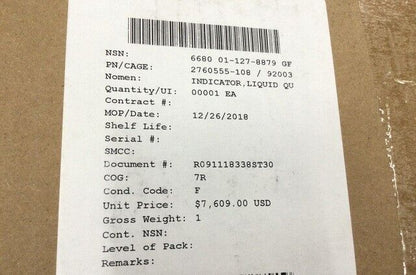 NSN: 6680 01-127-8879 GF
PN/CAGE: 2760555-108 / 92003
Nomen: INDICATOR,LIQUID QU
Quantity/UI: 00001 EA
Contract #:
MOP/Date: 12/26/2018
Shelf Life:
Serial #:
SMCC:
Document #: R091118338ST30
COG: 7R
Cond. Code: F
Unit Price: $7,609.00 USD
Gross Weight: 1
Cont. NSN:
Level of Pack:
Remarks: